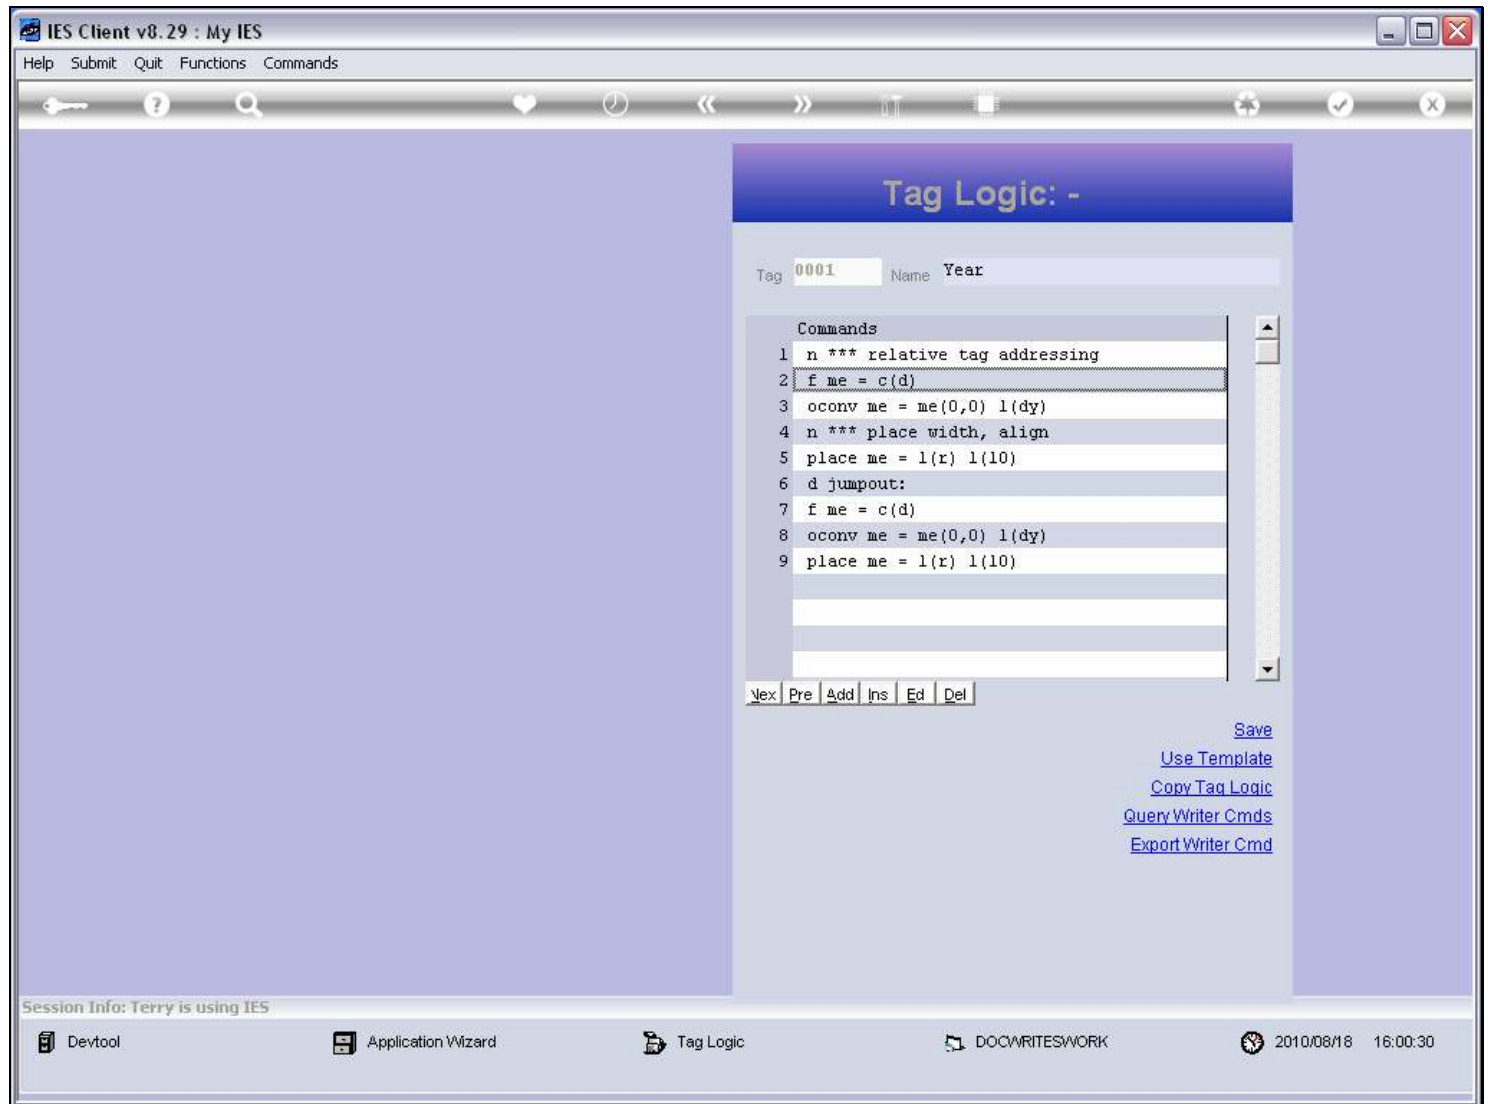 IES Client v8.29 : My IES
Help Submit Quit Functions Commands
Tag Logic: -
Tag 0001 Name Year
Commands
1 n *** relative tag addressing
2 f me = c(d)
3 oconv me = me(0,0) l(dy)
4 n *** place width, align
5 place me = l(r) l(10)
6 d jumpout:
7 f me = c(d)
8 oconv me = me(0,0) l(dy)
9 place me = l(r) l(10)
Nex Pre Add Ins Ed Del
Save
Use Template
Copy Tag Logic
Query Writer Cmds
Export Writer Cmd
Session Info: Terry is using IES
Devtool Application Wizard Tag Logic DOCWRITESWORK 2010/08/18 16:00:30